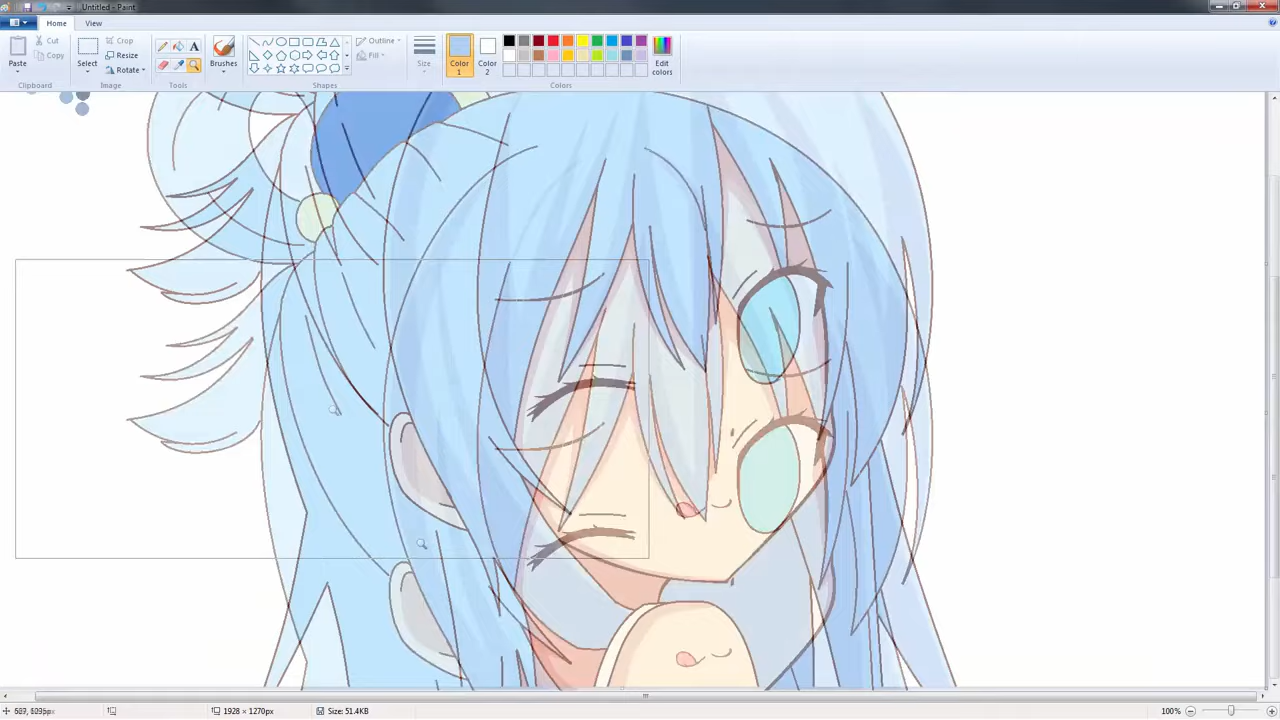 Untitled - Paint
Home View
Cut
Copy
Paste
Clipboard
Crop
Resize
Rotate
Select
Image
A
Tools
Brushes
Outline
Fill
Shapes
Size
Color
1
Color
2
Edit
colors
Colors
1928 × 1270px
Size: 51.4KB
100%